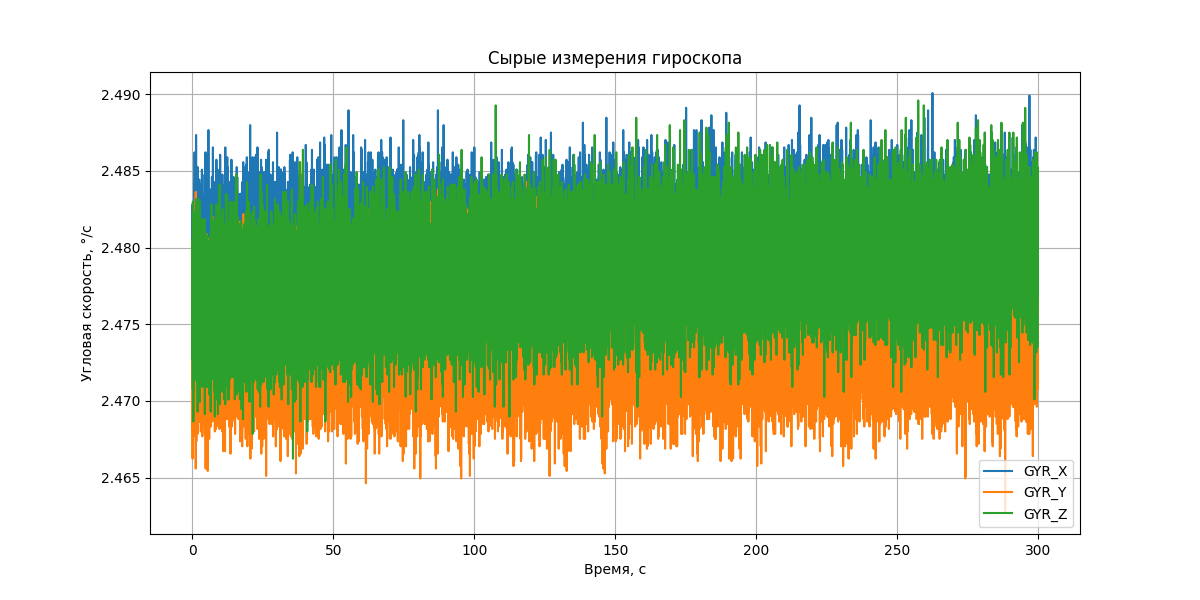 Сырые измерения гироскопа
2.490
2.485
2.480
2.475
2.470
2.465
Угловая скорость, °/с
GYR_X
GYR_Y
GYR_Z
0 50 100 150 200 250 300
Время, с